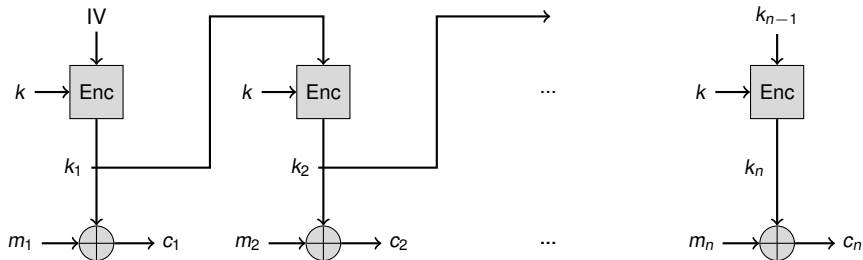 IV k_{n−1}
k Enc k Enc ... k Enc
k_1 k_2 k_n
m_1 c_1 m_2 c_2 ... m_n c_n